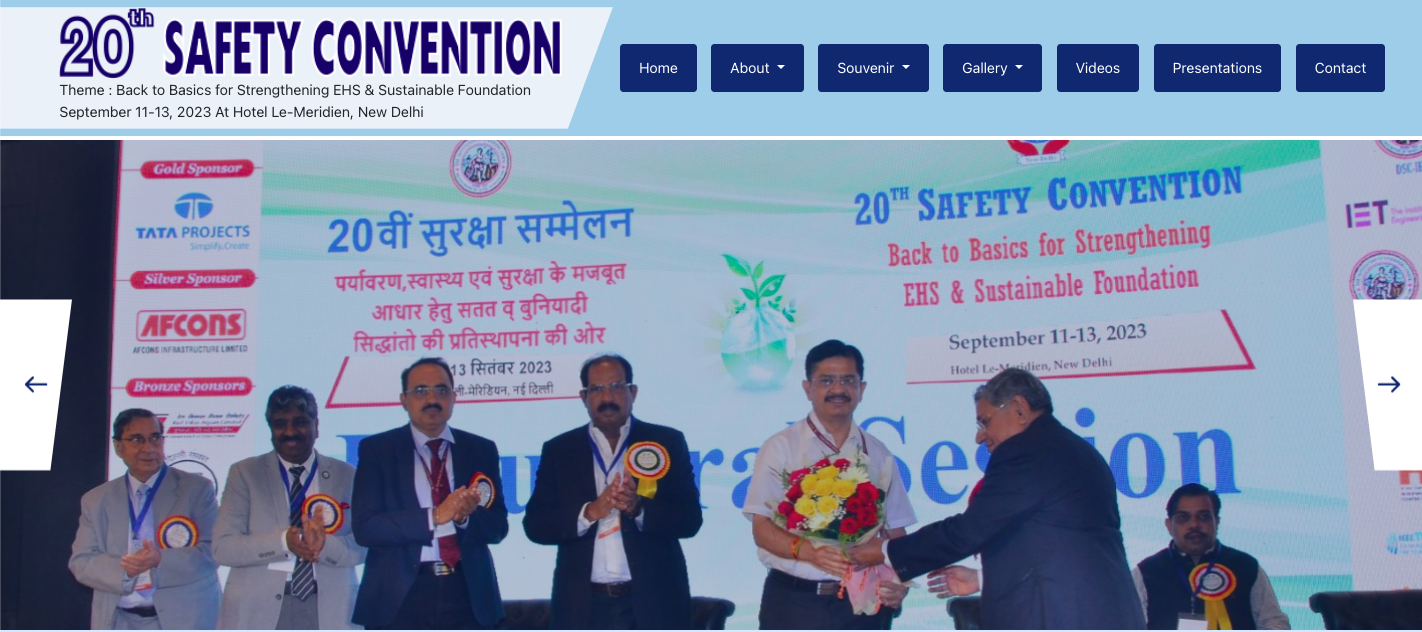 20th SAFETY CONVENTION
Theme : Back to Basics for Strengthening EHS & Sustainable Foundation
September 11-13, 2023 At Hotel Le-Meridien, New Delhi
Home
About
Souvenir
Gallery
Videos
Presentations
Contact
Gold Sponsor
TATA PROJECTS
Simplify.Create
Silver Sponsor
AFCONS
AFCONS INFRASTRUCTURE LIMITED
Bronze Sponsors
20वीं सुरक्षा सम्मेलन
पर्यावरण,स्वास्थ्य एवं सुरक्षा के मजबूत
आधार हेतु सतत व् बुनियादी
सिद्धांतो की प्रतिस्थापना की ओर
13 सितंबर 2023
ली-मेरिडियन, नई दिल्ली
New Delhi
20TH SAFETY CONVENTION
Back to Basics for Strengthening
EHS & Sustainable Foundation
September 11-13, 2023
Hotel Le-Meridien, New Delhi
Session
IET